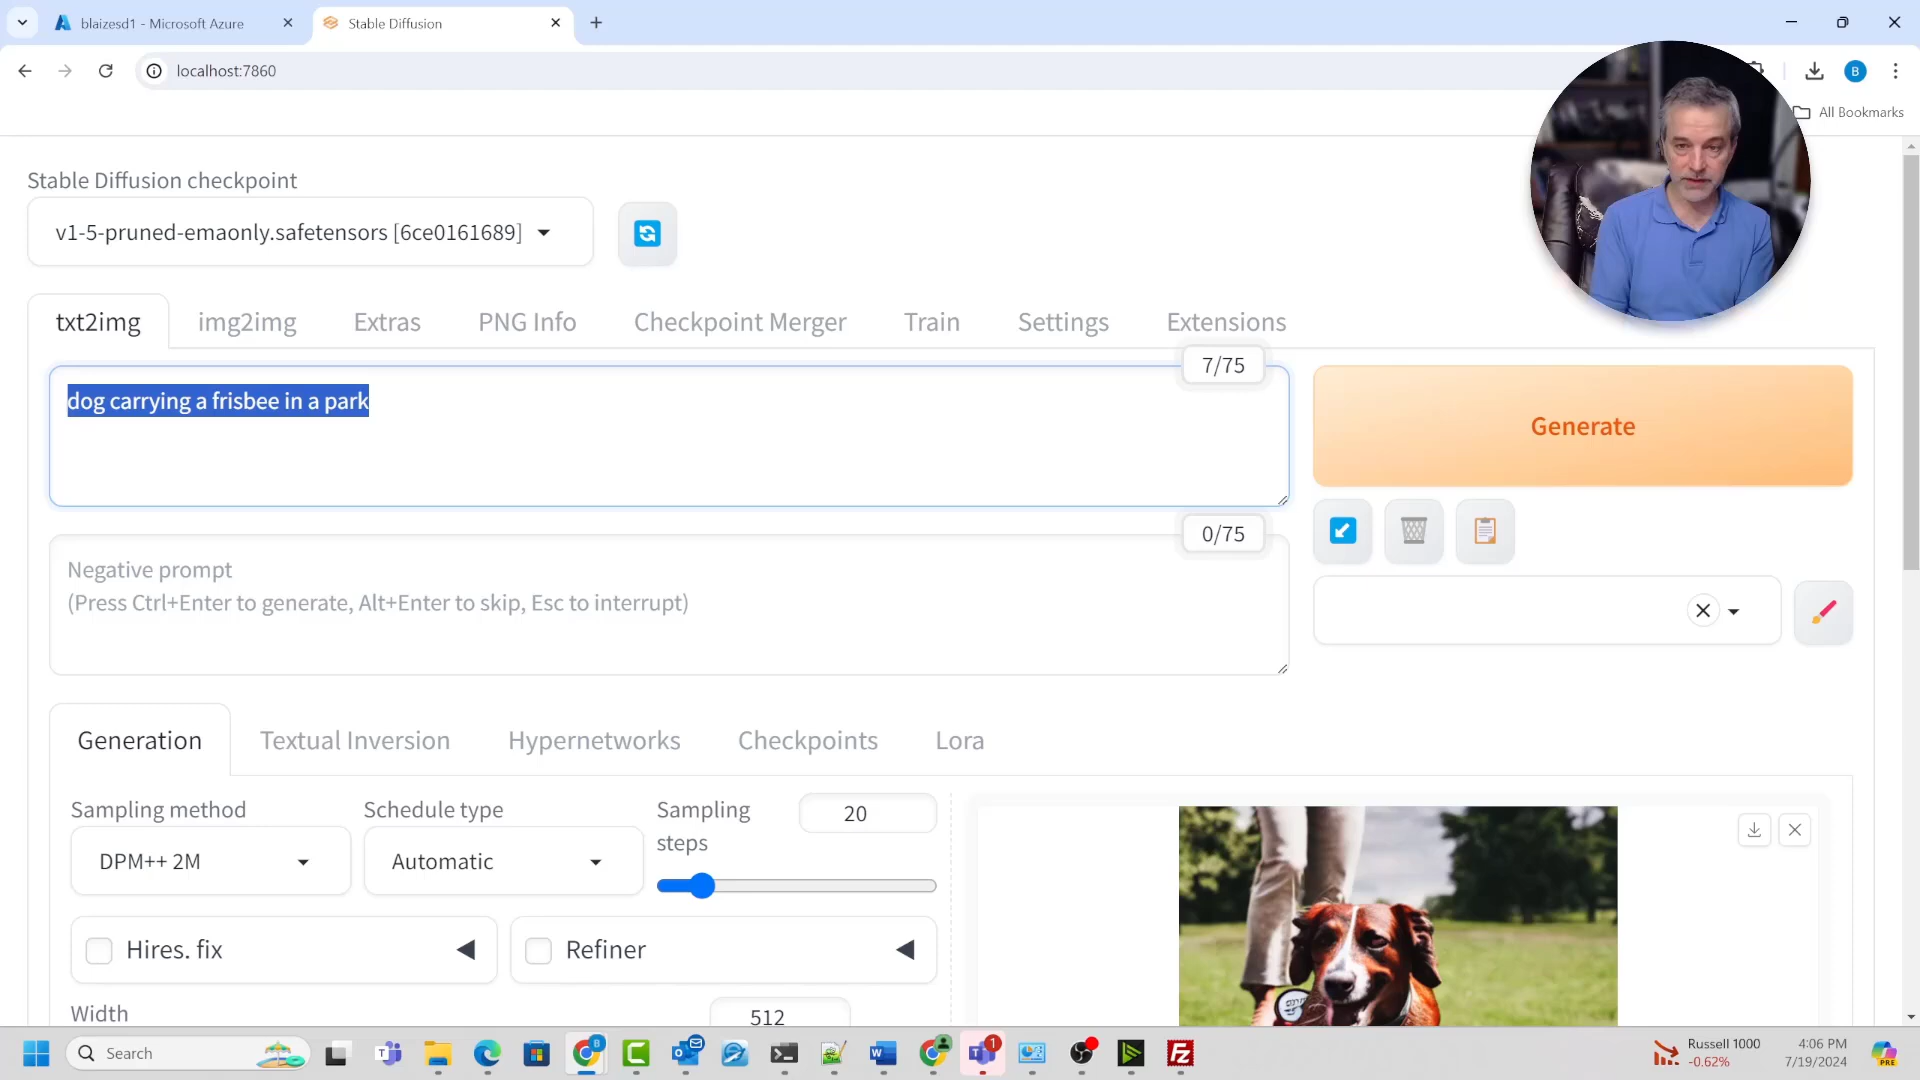 blaizesd1 - Microsoft Azure
Stable Diffusion
localhost:7860
B
All Bookmarks
Stable Diffusion checkpoint
v1-5-pruned-emaonly.safetensors [6ce0161689]
txt2img img2img Extras PNG Info Checkpoint Merger Train Settings Extensions
7/75
dog carrying a frisbee in a park
Generate
0/75
Negative prompt
(Press Ctrl+Enter to generate, Alt+Enter to skip, Esc to interrupt)
Generation Textual Inversion Hypernetworks Checkpoints Lora
Sampling method Schedule type Sampling steps 20
DPM++ 2M Automatic
Hires. fix Refiner
Width 512
Search
Russell 1000
-0.62%
4:06 PM
7/19/2024